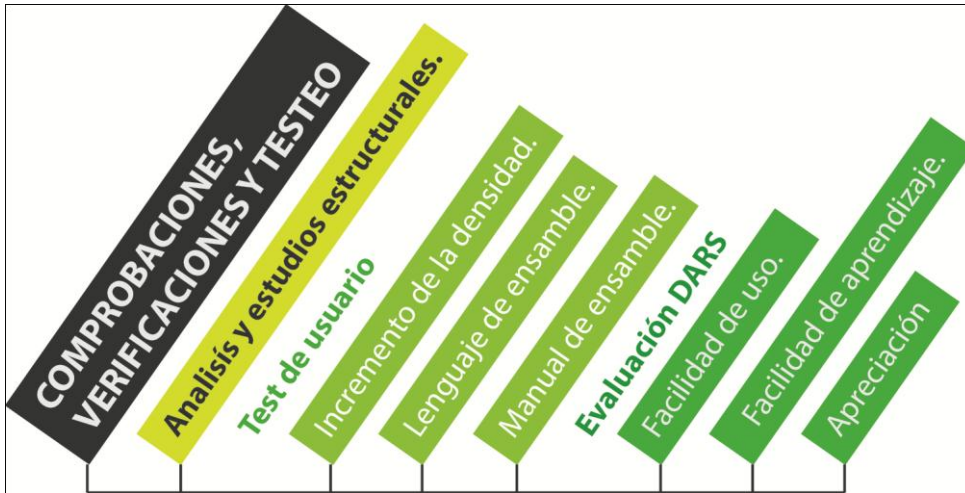 COMPROBACIONES,
VERIFICACIONES Y TESTEO
Analisís y estudios estructurales.
Test de usuario
Incremento de la densidad.
Lenguaje de ensamble.
Manual de ensamble.
Evaluación DARS
Facilidad de uso.
Facilidad de aprendizaje.
Apreciación